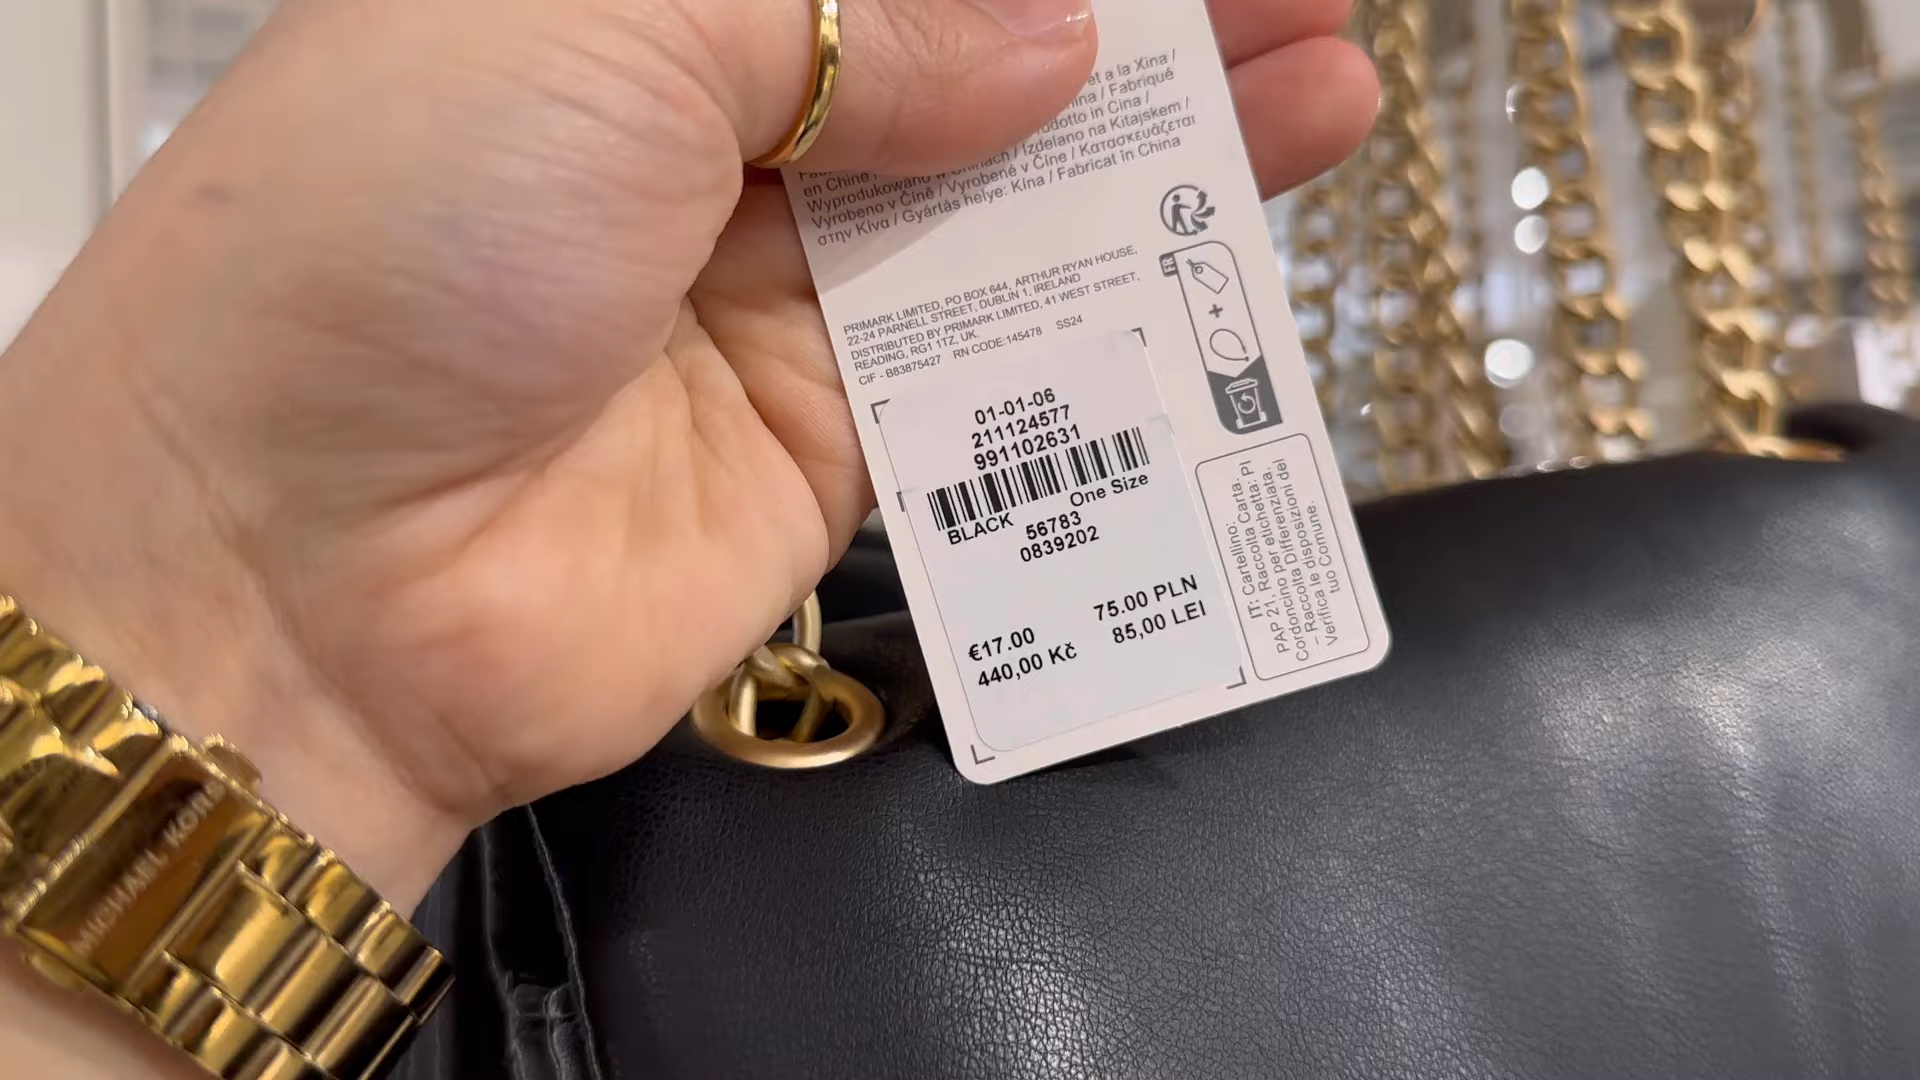 et a la Xina /
/ Fabriqué
rodotto in Cina /
/ Izdelano na Kitajskem /
en Chine
Wyprodukowano w Chinach / Vyrobené v Číne / Κατασκευάζεται
Vyrobeno v Číně / Gyártás helye: Kína / Fabricat în China
στην Κίνα /
PRIMARK LIMITED, PO BOX 644, ARTHUR RYAN HOUSE,
22-24 PARNELL STREET, DUBLIN 1, IRELAND
DISTRIBUTED BY PRIMARK LIMITED, 41 WEST STREET,
READING, RG1 1TZ, UK.
CIF - B83875427 RN CODE:145478 SS24
FR
+
01-01-06
211124577
991102631
BLACK One Size
56783
0839202
75.00 PLN
€17.00 85,00 LEI
440,00 Kč
IT: Cartellino:
PAP 21, Raccolta Carta.
Cordoncino per etichetta: PI
– Raccolta differenziata.
Verifica le disposizioni del
tuo Comune.
MICHAEL KORS